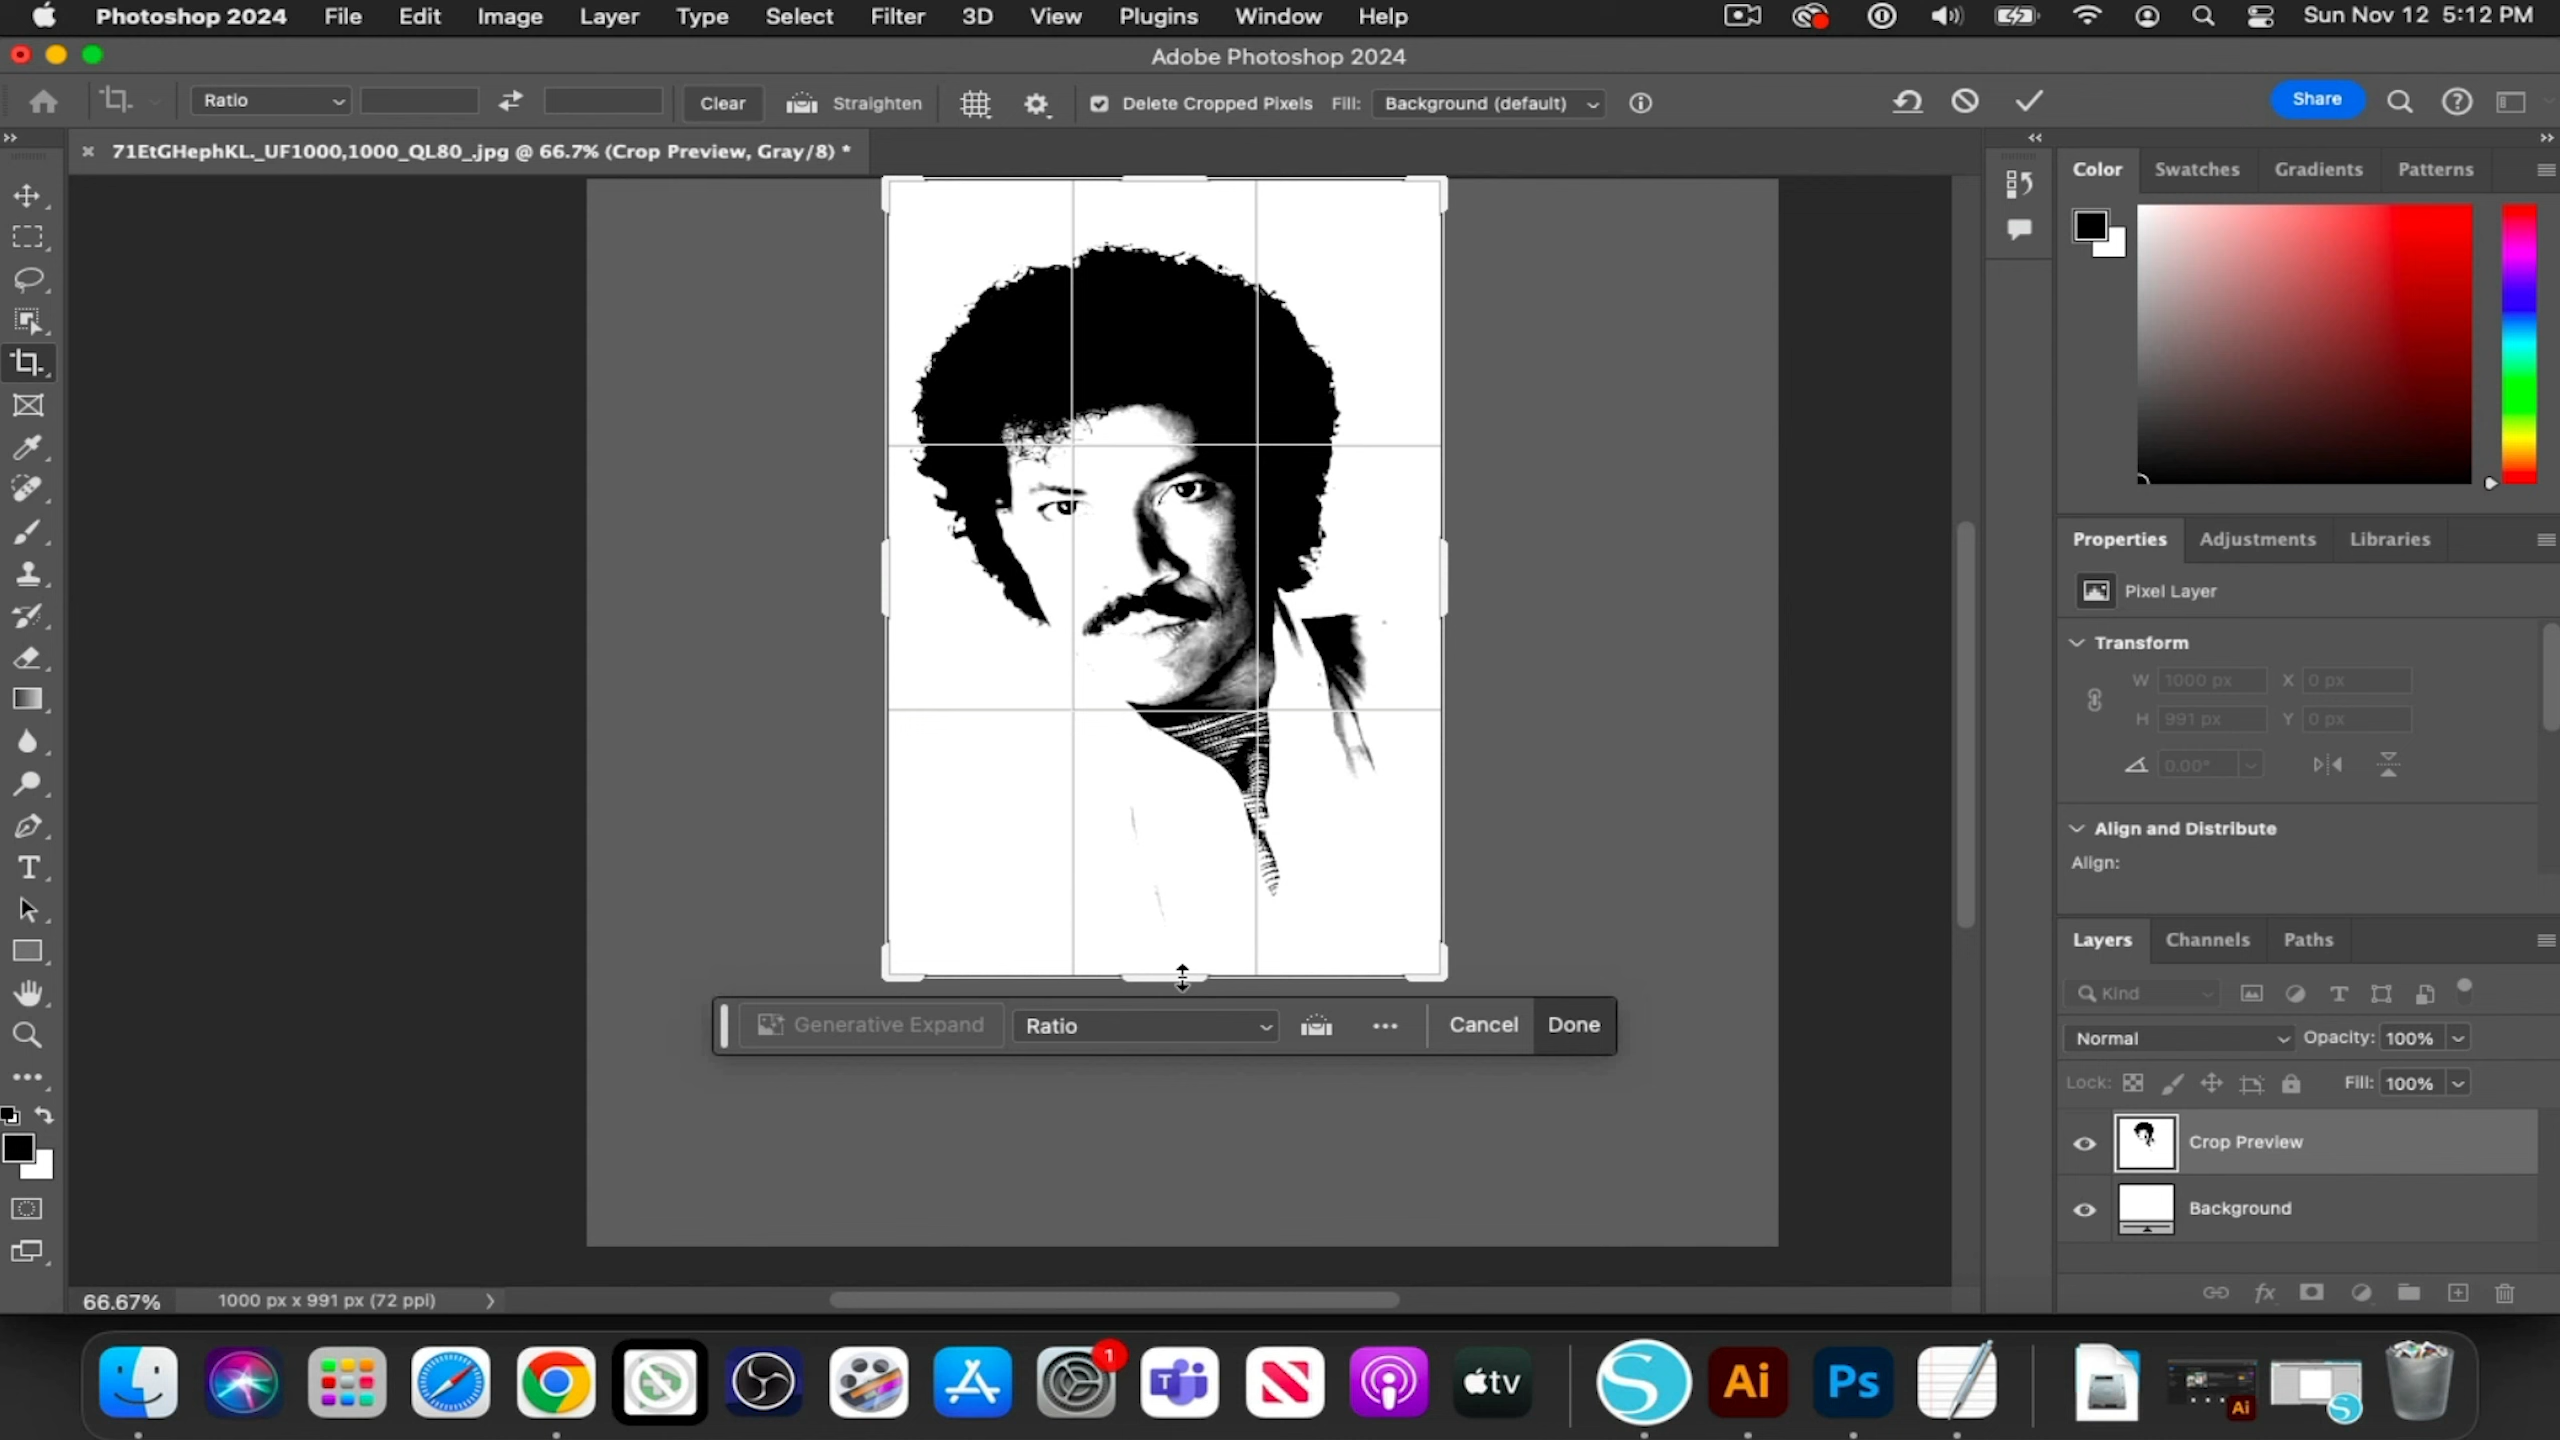 Photoshop 2024 File Edit Image Layer Type Select Filter 3D View Plugins Window Help Sun Nov 12 5:12 PM
Adobe Photoshop 2024
Ratio Clear Straighten Delete Cropped Pixels Fill: Background (default) Share
71EtGHephKL._UF1000,1000_QL80_.jpg @ 66.7% (Crop Preview, Gray/8) *
Color Swatches Gradients Patterns
Properties Adjustments Libraries
Pixel Layer
Transform
W 1000 px X 0 px
H 991 px Y 0 px
0.00°
Align and Distribute
Align:
Layers Channels Paths
Kind T
Normal Opacity: 100%
Lock: Fill: 100%
Crop Preview
Background
fx
T
Generative Expand Ratio Cancel Done
66.67% 1000 px x 991 px (72 ppi)
1
tv
S
Ai
Ps
Ai
S